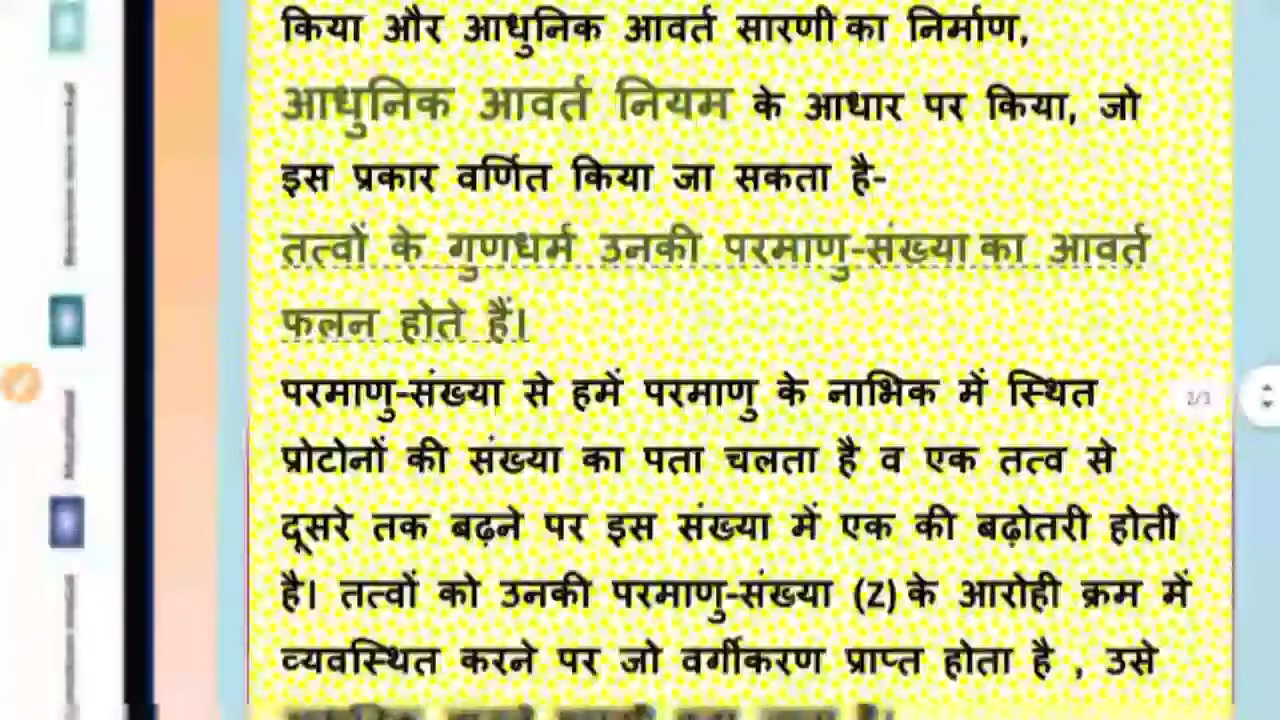 किया और आधुनिक आवर्त सारणी का निर्माण,
आधुनिक आवर्त नियम के आधार पर किया, जो
इस प्रकार वर्णित किया जा सकता है-
तत्वों के गुणधर्म उनकी परमाणु-संख्या का आवर्त
फलन होते हैं।
परमाणु-संख्या से हमें परमाणु के नाभिक में स्थित
प्रोटोनों की संख्या का पता चलता है व एक तत्व से
दूसरे तक बढ़ने पर इस संख्या में एक की बढ़ोतरी होती
है। तत्वों को उनकी परमाणु-संख्या (Z) के आरोही क्रम में
व्यवस्थित करने पर जो वर्गीकरण प्राप्त होता है , उसे